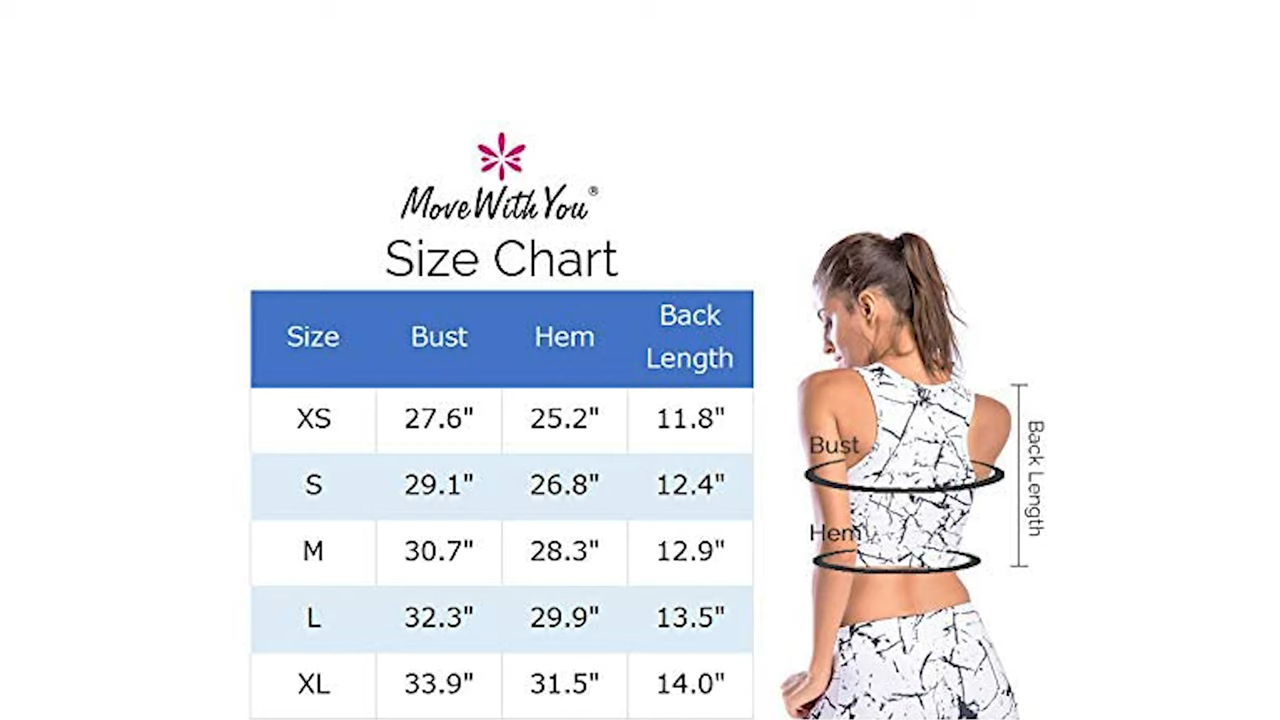 MoveWithYou®
Size Chart
Size Bust Hem Back Length
XS 27.6" 25.2" 11.8"
S 29.1" 26.8" 12.4"
M 30.7" 28.3" 12.9"
L 32.3" 29.9" 13.5"
XL 33.9" 31.5" 14.0"
Bust
Hem
Back Length